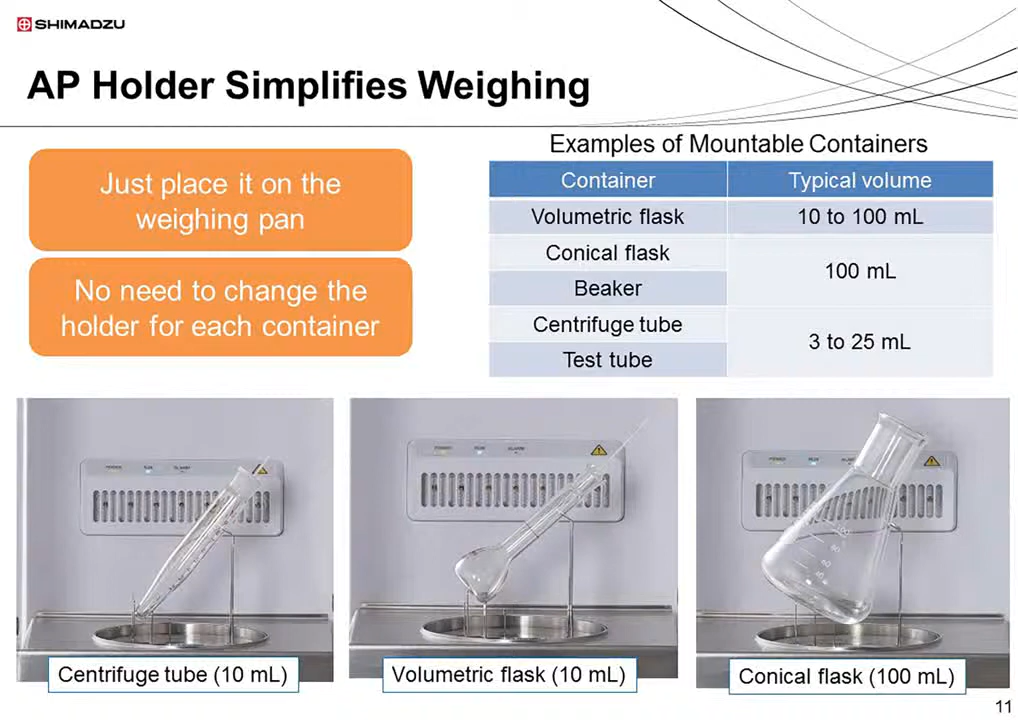 SHIMADZU
AP Holder Simplifies Weighing
Just place it on the
weighing pan
No need to change the
holder for each container
Examples of Mountable Containers
Container Typical volume
Volumetric flask 10 to 100 mL
Conical flask
100 mL
Beaker
Centrifuge tube
3 to 25 mL
Test tube
Centrifuge tube (10 mL)
Volumetric flask (10 mL)
Conical flask (100 mL)
11